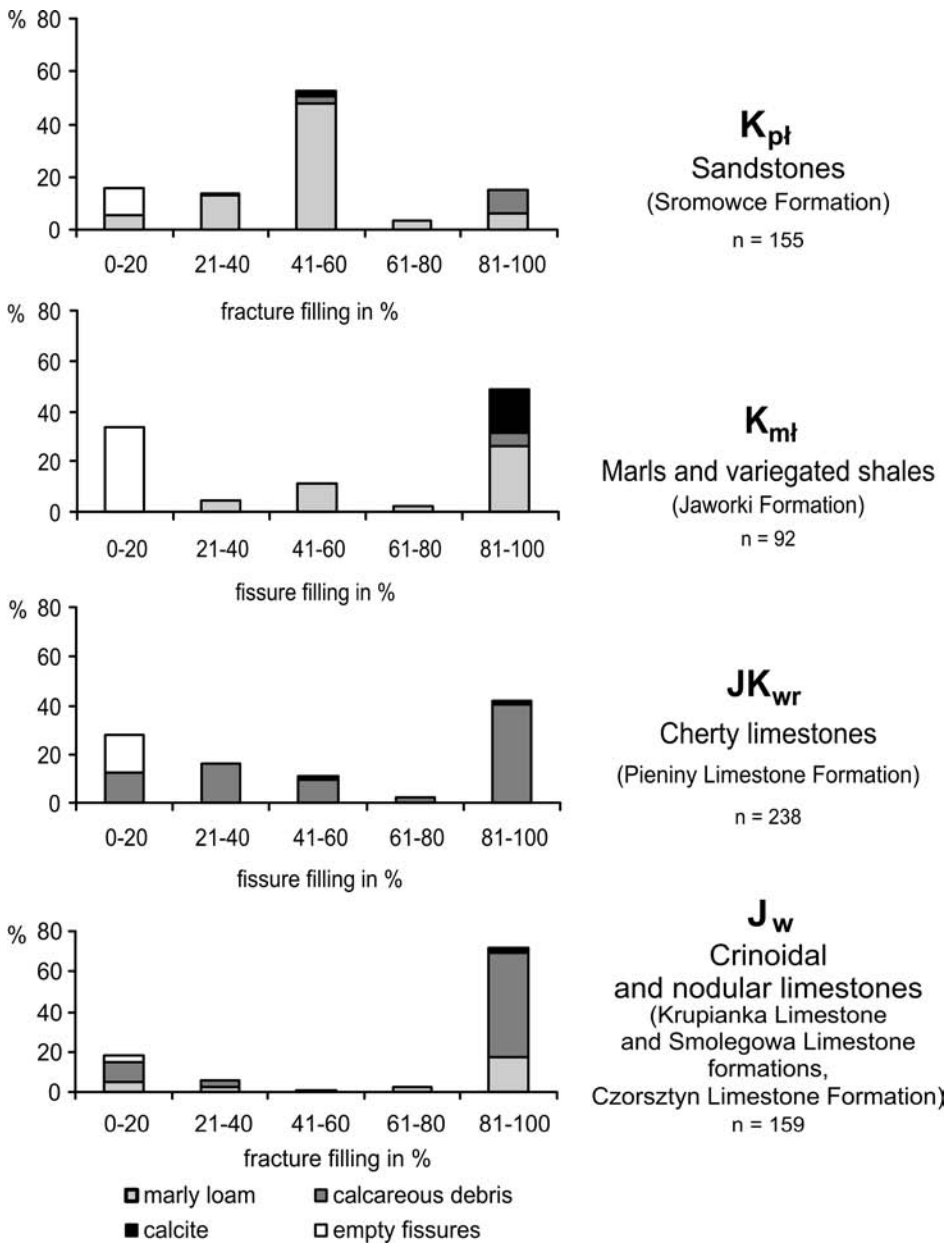 % 80
60
40
20
0
0-20 21-40 41-60 61-80 81-100
fracture filling in %
Kpł
Sandstones
(Sromowce Formation)
n = 155
% 80
60
40
20
0
0-20 21-40 41-60 61-80 81-100
fissure filling in %
Kmł
Marls and variegated shales
(Jaworki Formation)
n = 92
% 80
60
40
20
0
0-20 21-40 41-60 61-80 81-100
fissure filling in %
JKwr
Cherty limestones
(Pieniny Limestone Formation)
n = 238
% 80
60
40
20
0
0-20 21-40 41-60 61-80 81-100
fracture filling in %
Jw
Crinoidal
and nodular limestones
(Krupianka Limestone
and Smolegowa Limestone
formations,
Czorsztyn Limestone Formation)
n = 159
marly loam calcareous debris
calcite empty fissures